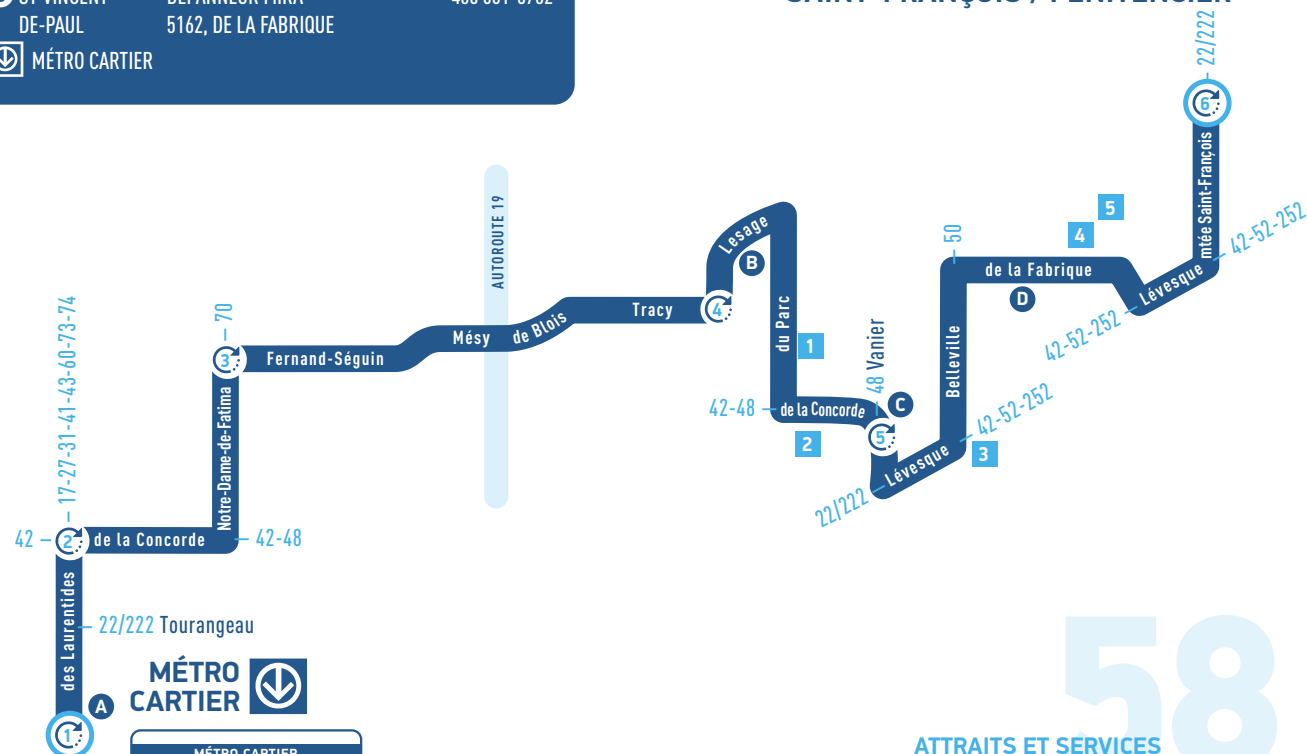 DE-PAUL 5162, DE LA FABRIQUE
MÉTRO CARTIER
SAINT-FRANÇOIS / PÉNITENCIER
22/222
6
mtée Saint-François
42-52-252
5
4
50
de la Fabrique
D
Lévesque
42-52-252
Belleville
AUTOROUTE 19
Lesage
B
4
Tracy
de Blois
Mésy
du Parc
1
48 Vanier
C
42-48
de la Concorde
2
5
42-52-252
3
Lévesque
22/222
70
3
Fernand-Séguin
Notre-Dame-de-Fatima
17-27-31-41-43-60-73-74
42
2
de la Concorde
42-48
des Laurentides
22/222 Tourangeau
MÉTRO
CARTIER
A
1
MÉTRO CARTIER
58
ATTRAITS ET SERVICES